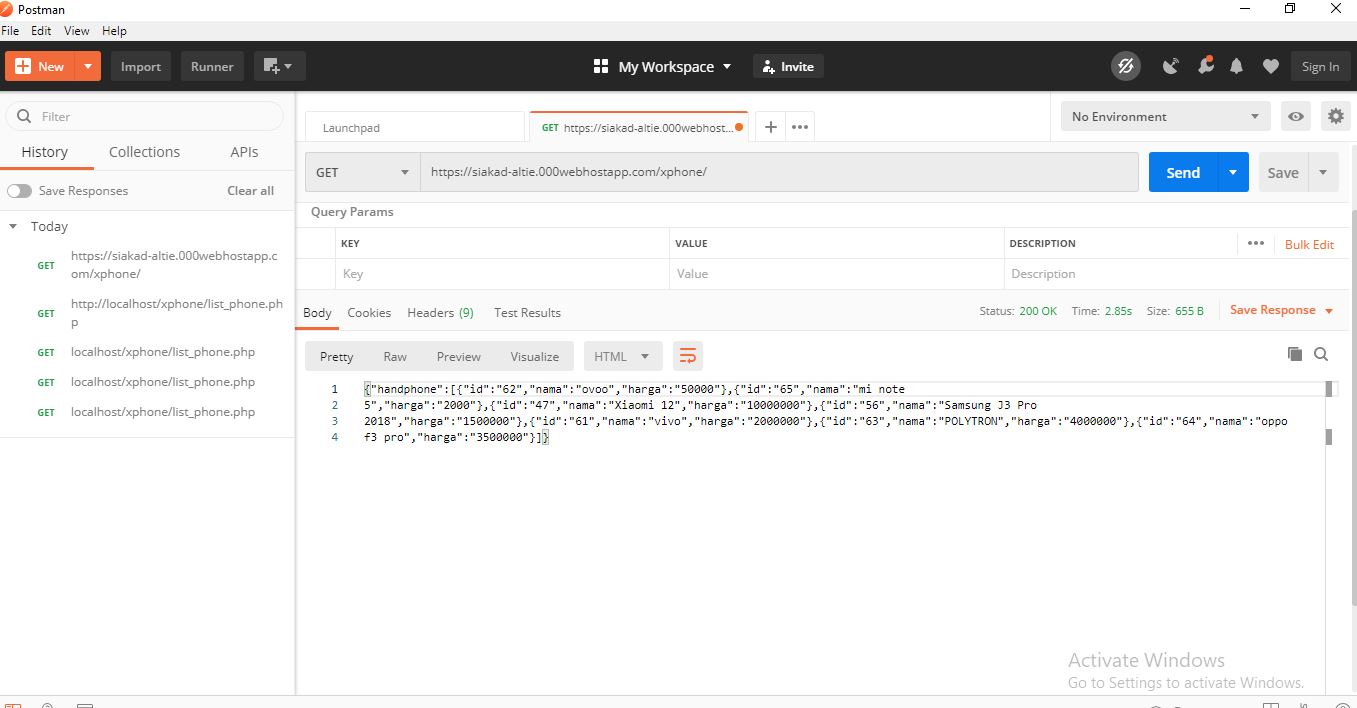 Postman
File Edit View Help
New Import Runner My Workspace Invite Sign In
Filter
History Collections APIs
Save Responses Clear all
Today
GET https://siakad-altie.000webhostapp.c
om/xphone/
GET http://localhost/xphone/list_phone.ph
p
GET localhost/xphone/list_phone.php
GET localhost/xphone/list_phone.php
GET localhost/xphone/list_phone.php
Launchpad GET https://siakad-altie.000webhost... No Environment
GET https://siakad-altie.000webhostapp.com/xphone/ Send Save
Query Params
KEY VALUE DESCRIPTION Bulk Edit
Key Value Description
Body Cookies Headers (9) Test Results Status: 200 OK Time: 2.85s Size: 655 B Save Response
Pretty Raw Preview Visualize HTML
1 {"handphone":[{"id":"62","nama":"ovoo","harga":"50000"},{"id":"65","nama":"mi note
2 5","harga":"2000"},{"id":"47","nama":"Xiaomi 12","harga":"10000000"},{"id":"56","nama":"Samsung J3 Pro
3 2018","harga":"1500000"},{"id":"61","nama":"vivo","harga":"2000000"},{"id":"63","nama":"POLYTRON","harga":"4000000"},{"id":"64","nama":"oppo
4 f3 pro","harga":"3500000"}]}
Activate Windows
Go to Settings to activate Windows.